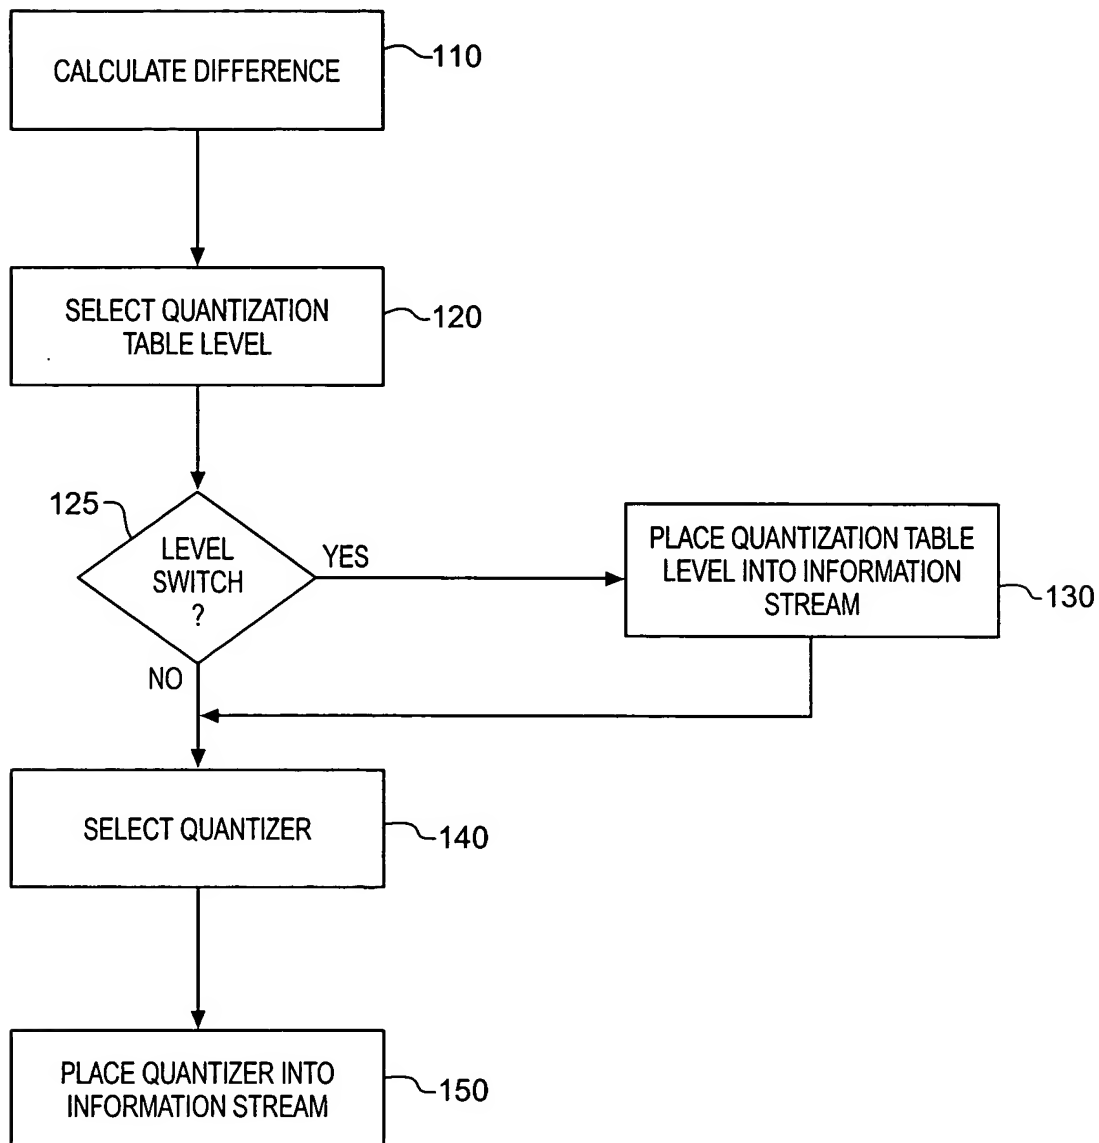 CALCULATE DIFFERENCE
110
SELECT QUANTIZATION
TABLE LEVEL
120
125
LEVEL
SWITCH
?
YES
NO
PLACE QUANTIZATION TABLE
LEVEL INTO INFORMATION
STREAM
130
SELECT QUANTIZER
140
PLACE QUANTIZER INTO
INFORMATION STREAM
150